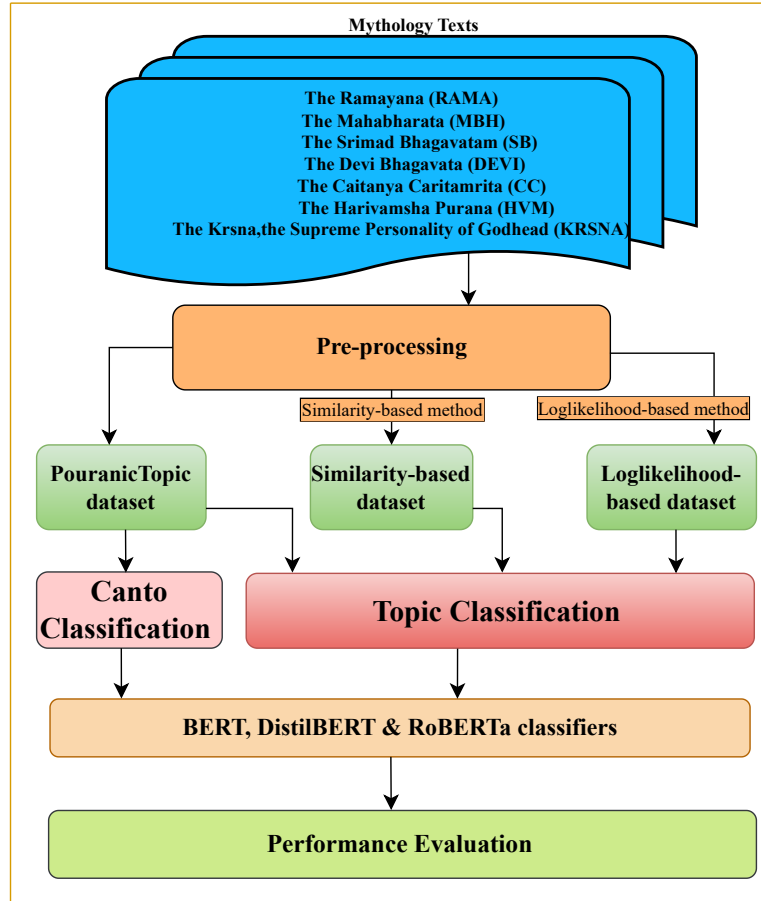 Mythology Texts
The Ramayana (RAMA)
The Mahabharata (MBH)
The Srimad Bhagavatam (SB)
The Devi Bhagavata (DEVI)
The Caitanya Caritamrita (CC)
The Harivamsha Purana (HVM)
The Krsna,the Supreme Personality of Godhead (KRSNA)
Pre-processing
Similarity-based method
Loglikelihood-based method
PouranicTopic
dataset
Similarity-based
dataset
Loglikelihood-
based dataset
Canto
Classification
Topic Classification
BERT, DistilBERT & RoBERTa classifiers
Performance Evaluation